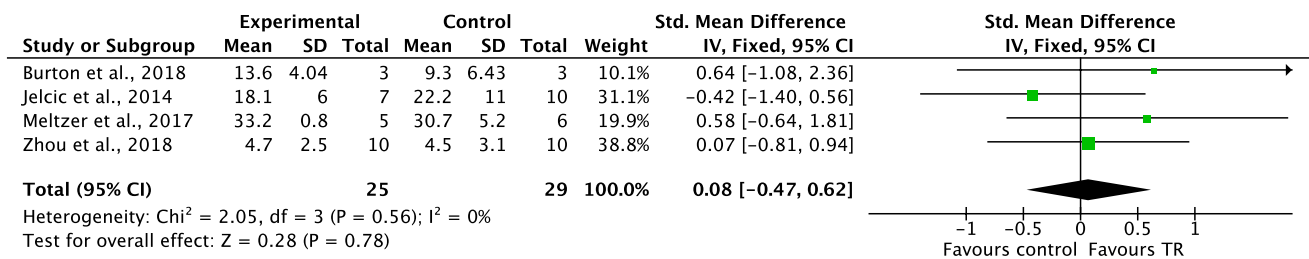 Experimental Control Std. Mean Difference Std. Mean Difference
Study or Subgroup Mean SD Total Mean SD Total Weight IV, Fixed, 95% CI IV, Fixed, 95% CI
Burton et al., 2018 13.6 4.04 3 9.3 6.43 3 10.1% 0.64 [-1.08, 2.36]
Jelcic et al., 2014 18.1 6 7 22.2 11 10 31.1% -0.42 [-1.40, 0.56]
Meltzer et al., 2017 33.2 0.8 5 30.7 5.2 6 19.9% 0.58 [-0.64, 1.81]
Zhou et al., 2018 4.7 2.5 10 4.5 3.1 10 38.8% 0.07 [-0.81, 0.94]
Total (95% CI) 25 29 100.0% 0.08 [-0.47, 0.62]
Heterogeneity: Chi² = 2.05, df = 3 (P = 0.56); I² = 0%
Test for overall effect: Z = 0.28 (P = 0.78)
-1 -0.5 0 0.5 1
Favours control Favours TR